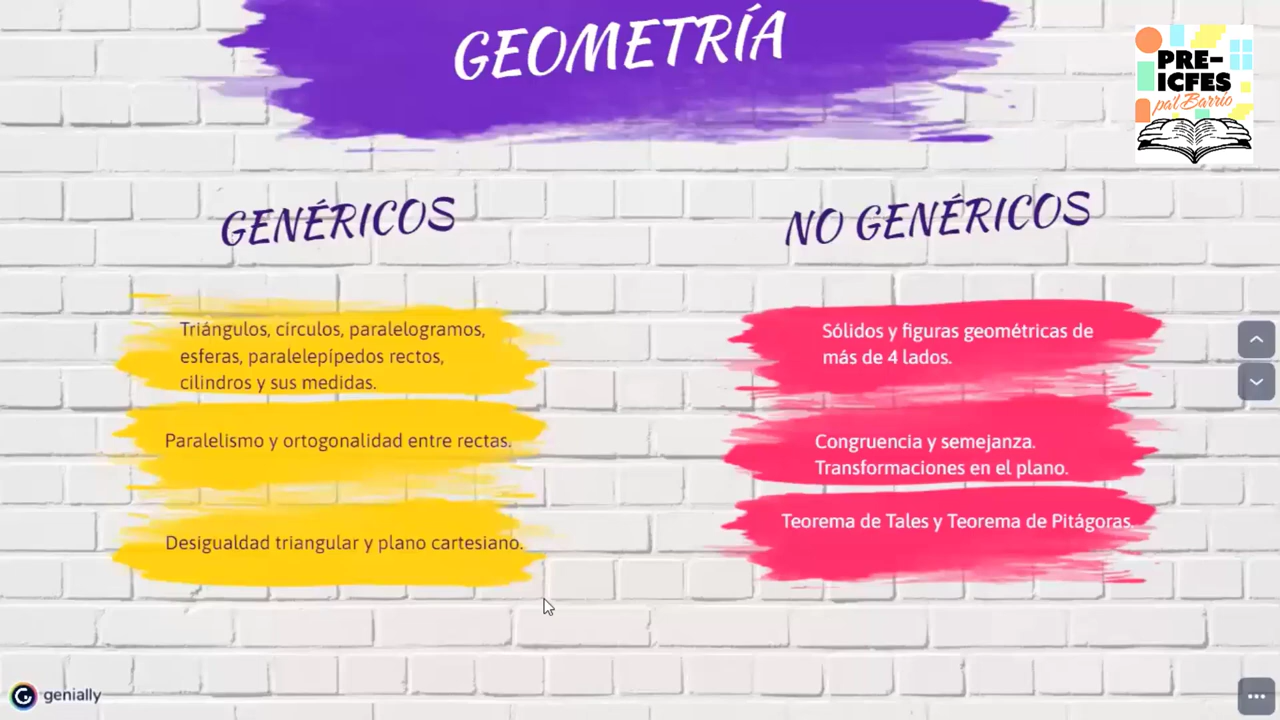 GEOMETRÍA
PRE-
ICFES
pa'l Barrio
GENÉRICOS
Triángulos, círculos, paralelogramos,
esferas, paralelepípedos rectos,
cilindros y sus medidas.
Paralelismo y ortogonalidad entre rectas.
Desigualdad triangular y plano cartesiano.
NO GENÉRICOS
Sólidos y figuras geométricas de
más de 4 lados.
Congruencia y semejanza.
Transformaciones en el plano.
Teorema de Tales y Teorema de Pitágoras.
genially